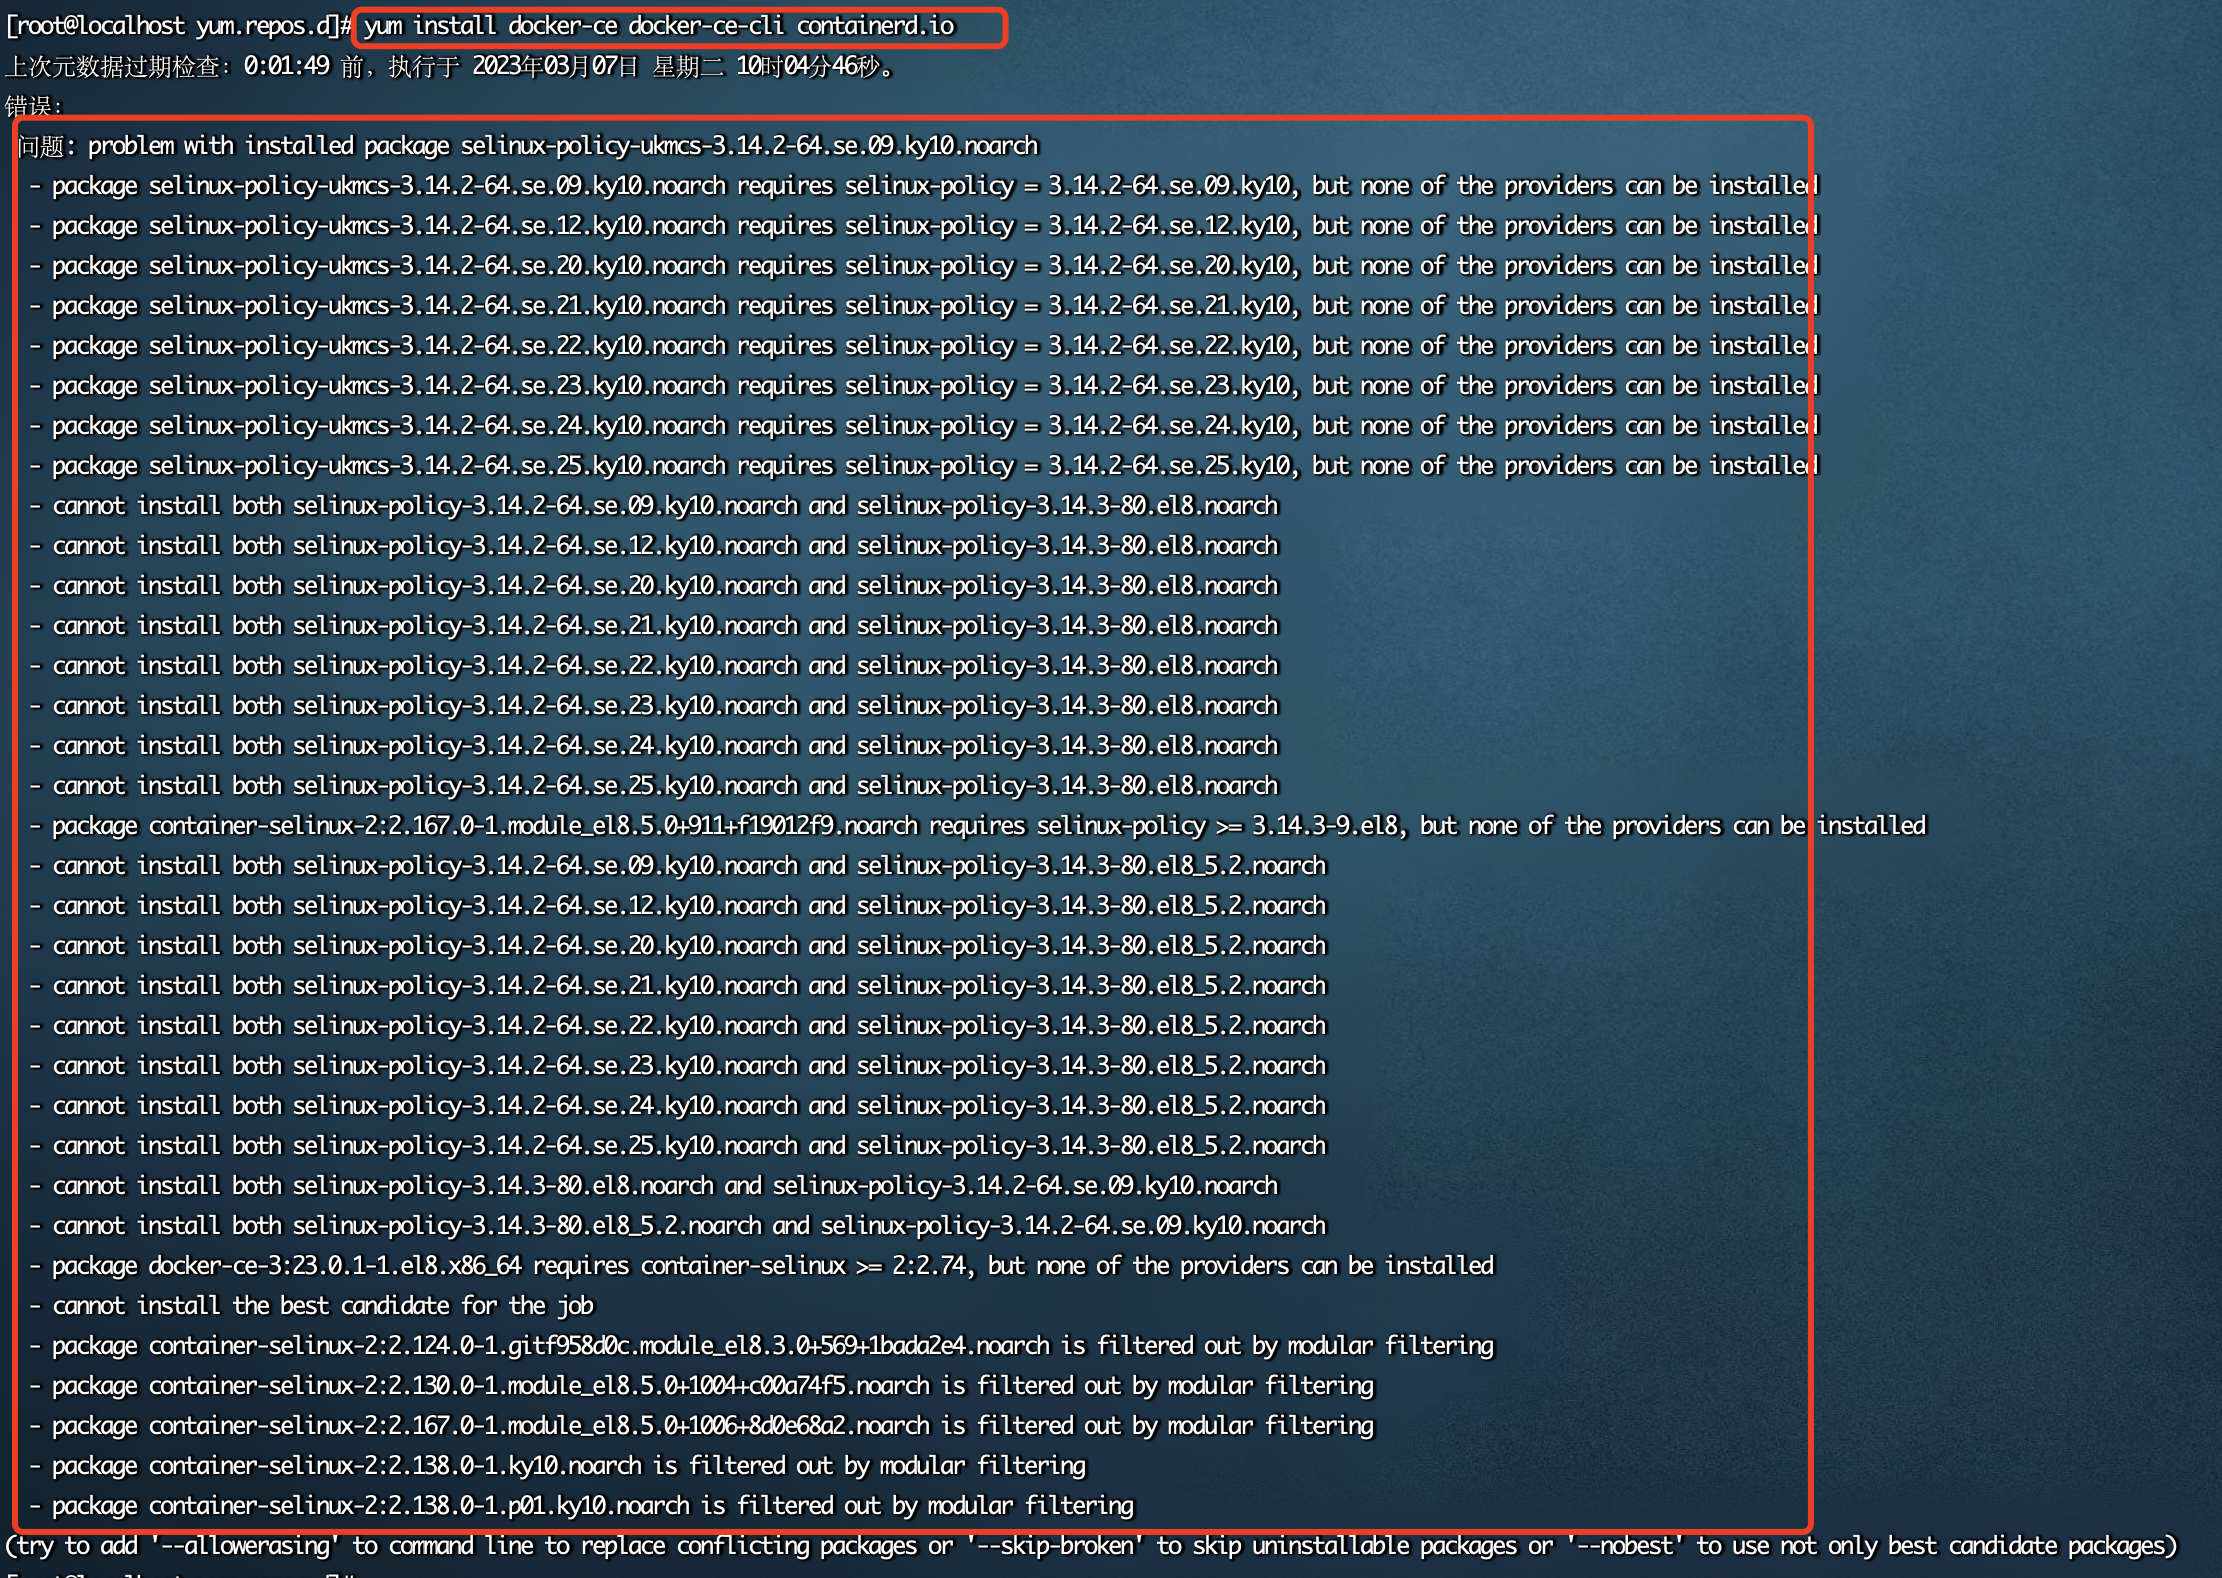 [root@localhost yum.repos.d]# yum install docker-ce docker-ce-cli containerd.io
上次元数据过期检查：0:01:49 前，执行于 2023年03月07日 星期二 10时04分46秒。
错误：
问题: problem with installed package selinux-policy-ukmcs-3.14.2-64.se.09.ky10.noarch
- package selinux-policy-ukmcs-3.14.2-64.se.09.ky10.noarch requires selinux-policy = 3.14.2-64.se.09.ky10, but none of the providers can be installed
- package selinux-policy-ukmcs-3.14.2-64.se.12.ky10.noarch requires selinux-policy = 3.14.2-64.se.12.ky10, but none of the providers can be installed
- package selinux-policy-ukmcs-3.14.2-64.se.20.ky10.noarch requires selinux-policy = 3.14.2-64.se.20.ky10, but none of the providers can be installed
- package selinux-policy-ukmcs-3.14.2-64.se.21.ky10.noarch requires selinux-policy = 3.14.2-64.se.21.ky10, but none of the providers can be installed
- package selinux-policy-ukmcs-3.14.2-64.se.22.ky10.noarch requires selinux-policy = 3.14.2-64.se.22.ky10, but none of the providers can be installed
- package selinux-policy-ukmcs-3.14.2-64.se.23.ky10.noarch requires selinux-policy = 3.14.2-64.se.23.ky10, but none of the providers can be installed
- package selinux-policy-ukmcs-3.14.2-64.se.24.ky10.noarch requires selinux-policy = 3.14.2-64.se.24.ky10, but none of the providers can be installed
- package selinux-policy-ukmcs-3.14.2-64.se.25.ky10.noarch requires selinux-policy = 3.14.2-64.se.25.ky10, but none of the providers can be installed
- cannot install both selinux-policy-3.14.2-64.se.09.ky10.noarch and selinux-policy-3.14.3-80.el8.noarch
- cannot install both selinux-policy-3.14.2-64.se.12.ky10.noarch and selinux-policy-3.14.3-80.el8.noarch
- cannot install both selinux-policy-3.14.2-64.se.20.ky10.noarch and selinux-policy-3.14.3-80.el8.noarch
- cannot install both selinux-policy-3.14.2-64.se.21.ky10.noarch and selinux-policy-3.14.3-80.el8.noarch
- cannot install both selinux-policy-3.14.2-64.se.22.ky10.noarch and selinux-policy-3.14.3-80.el8.noarch
- cannot install both selinux-policy-3.14.2-64.se.23.ky10.noarch and selinux-policy-3.14.3-80.el8.noarch
- cannot install both selinux-policy-3.14.2-64.se.24.ky10.noarch and selinux-policy-3.14.3-80.el8.noarch
- cannot install both selinux-policy-3.14.2-64.se.25.ky10.noarch and selinux-policy-3.14.3-80.el8.noarch
- package container-selinux-2:2.167.0-1.module_el8.5.0+911+f19012f9.noarch requires selinux-policy >= 3.14.3-9.el8, but none of the providers can be installed
- cannot install both selinux-policy-3.14.2-64.se.09.ky10.noarch and selinux-policy-3.14.3-80.el8_5.2.noarch
- cannot install both selinux-policy-3.14.2-64.se.12.ky10.noarch and selinux-policy-3.14.3-80.el8_5.2.noarch
- cannot install both selinux-policy-3.14.2-64.se.20.ky10.noarch and selinux-policy-3.14.3-80.el8_5.2.noarch
- cannot install both selinux-policy-3.14.2-64.se.21.ky10.noarch and selinux-policy-3.14.3-80.el8_5.2.noarch
- cannot install both selinux-policy-3.14.2-64.se.22.ky10.noarch and selinux-policy-3.14.3-80.el8_5.2.noarch
- cannot install both selinux-policy-3.14.2-64.se.23.ky10.noarch and selinux-policy-3.14.3-80.el8_5.2.noarch
- cannot install both selinux-policy-3.14.2-64.se.24.ky10.noarch and selinux-policy-3.14.3-80.el8_5.2.noarch
- cannot install both selinux-policy-3.14.2-64.se.25.ky10.noarch and selinux-policy-3.14.3-80.el8_5.2.noarch
- cannot install both selinux-policy-3.14.3-80.el8.noarch and selinux-policy-3.14.2-64.se.09.ky10.noarch
- cannot install both selinux-policy-3.14.3-80.el8_5.2.noarch and selinux-policy-3.14.2-64.se.09.ky10.noarch
- package docker-ce-3:23.0.1-1.el8.x86_64 requires container-selinux >= 2:2.74, but none of the providers can be installed
- cannot install the best candidate for the job
- package container-selinux-2:2.124.0-1.gitf958d0c.module_el8.3.0+569+1bada2e4.noarch is filtered out by modular filtering
- package container-selinux-2:2.130.0-1.module_el8.5.0+1004+c00a74f5.noarch is filtered out by modular filtering
- package container-selinux-2:2.167.0-1.module_el8.5.0+1006+8d0e68a2.noarch is filtered out by modular filtering
- package container-selinux-2:2.138.0-1.ky10.noarch is filtered out by modular filtering
- package container-selinux-2:2.138.0-1.p01.ky10.noarch is filtered out by modular filtering
(try to add '--allowerasing' to command line to replace conflicting packages or '--skip-broken' to skip uninstallable packages or '--nobest' to use not only best candidate packages)